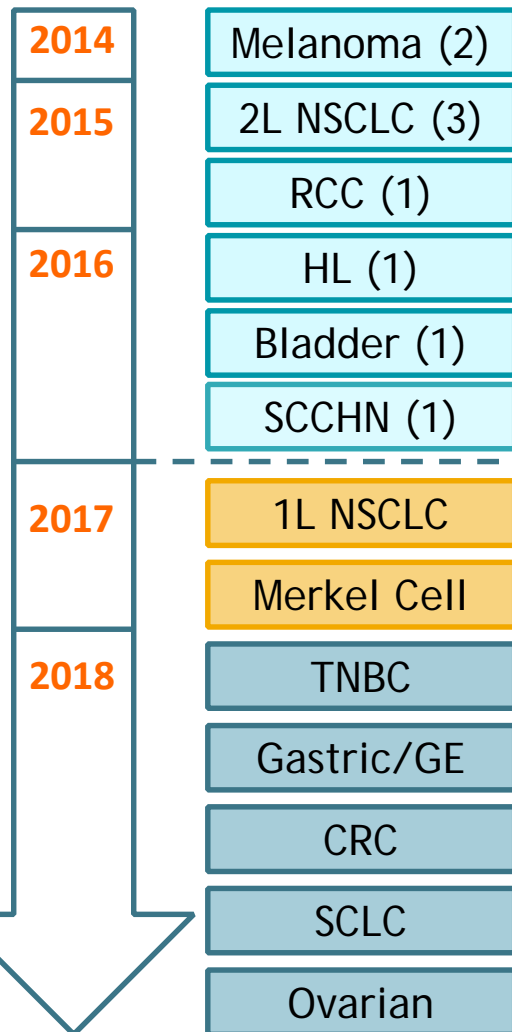 2014
Melanoma (2)
2015
2L NSCLC (3)
RCC (1)
2016
HL (1)
Bladder (1)
SCCHN (1)
2017
1L NSCLC
Merkel Cell
2018
TNBC
Gastric/GE
CRC
SCLC
Ovarian